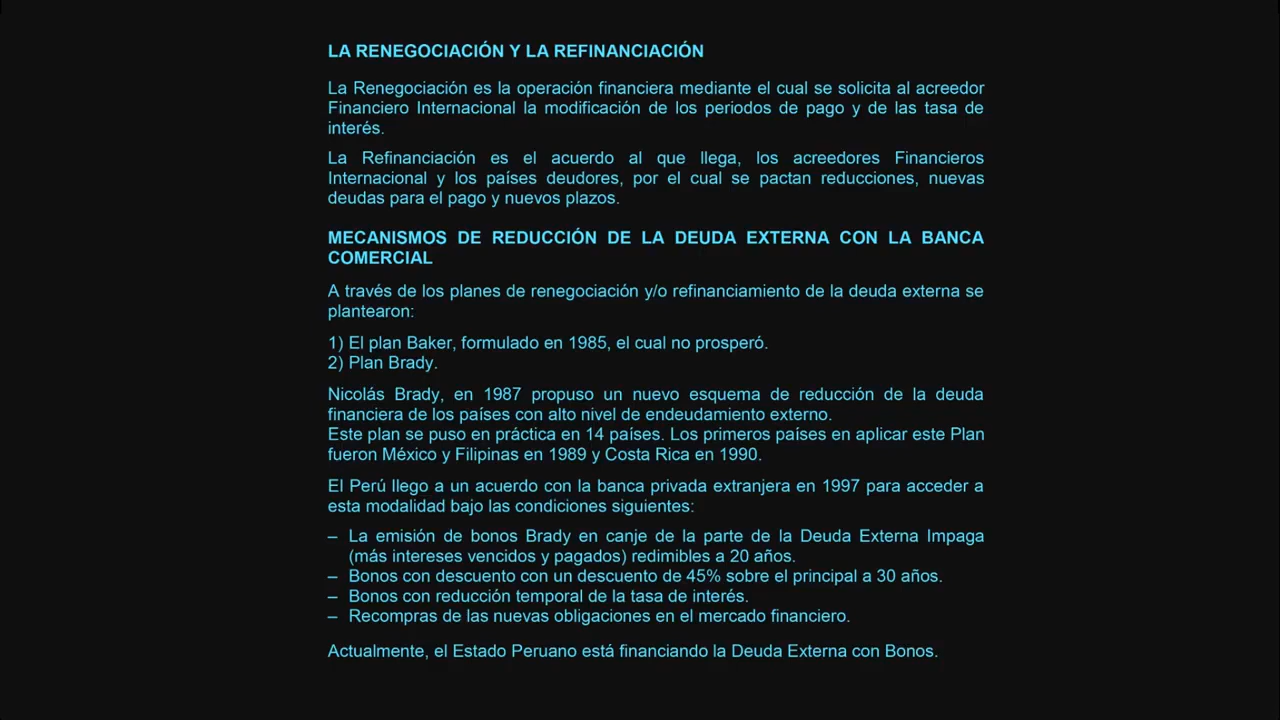 LA RENEGOCIACIÓN Y LA REFINANCIACIÓN
La Renegociación es la operación financiera mediante el cual se solicita al acreedor
Financiero Internacional la modificación de los periodos de pago y de las tasa de
interés.
La Refinanciación es el acuerdo al que llega, los acreedores Financieros
Internacional y los países deudores, por el cual se pactan reducciones, nuevas
deudas para el pago y nuevos plazos.
MECANISMOS DE REDUCCIÓN DE LA DEUDA EXTERNA CON LA BANCA
COMERCIAL
A través de los planes de renegociación y/o refinanciamiento de la deuda externa se
plantearon:
1) El plan Baker, formulado en 1985, el cual no prosperó.
2) Plan Brady.
Nicolás Brady, en 1987 propuso un nuevo esquema de reducción de la deuda
financiera de los países con alto nivel de endeudamiento externo.
Este plan se puso en práctica en 14 países. Los primeros países en aplicar este Plan
fueron México y Filipinas en 1989 y Costa Rica en 1990.
El Perú llego a un acuerdo con la banca privada extranjera en 1997 para acceder a
esta modalidad bajo las condiciones siguientes:
– La emisión de bonos Brady en canje de la parte de la Deuda Externa Impaga
(más intereses vencidos y pagados) redimibles a 20 años.
– Bonos con descuento con un descuento de 45% sobre el principal a 30 años.
– Bonos con reducción temporal de la tasa de interés.
– Recompras de las nuevas obligaciones en el mercado financiero.
Actualmente, el Estado Peruano está financiando la Deuda Externa con Bonos.